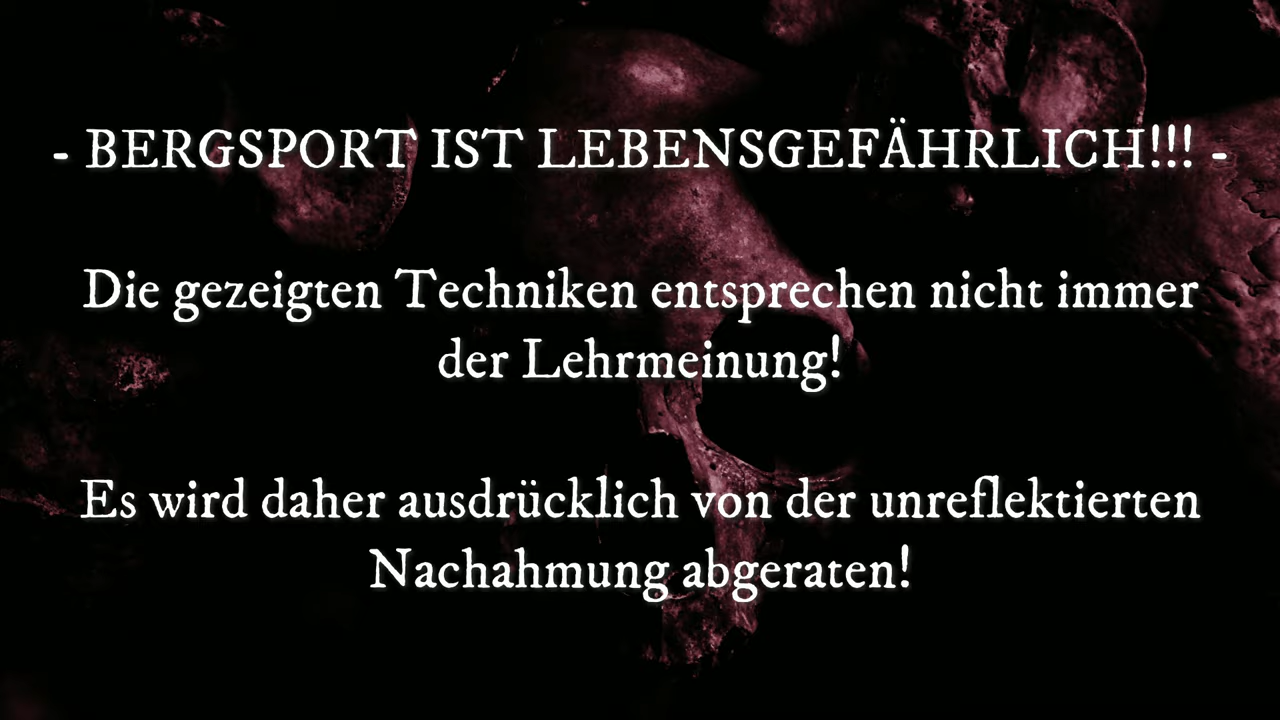 - BERGSPORT IST LEBENSGEFÄHRLICH!!! -
Die gezeigten Techniken entsprechen nicht immer
der Lehrmeinung!
Es wird daher ausdrücklich von der unreflektierten
Nachahmung abgeraten!